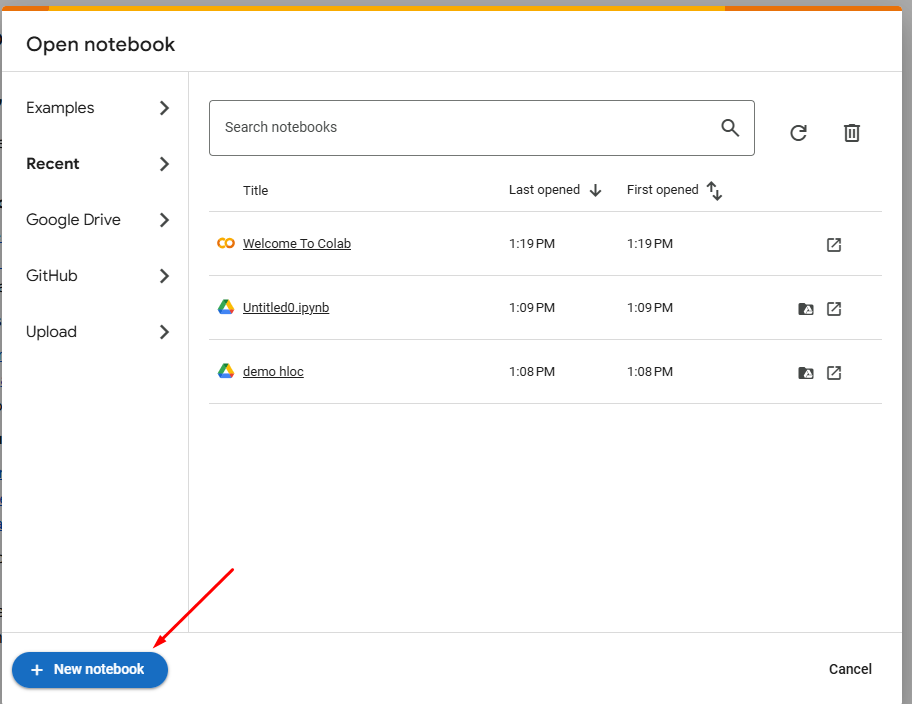 Open notebook
Examples
Recent
Google Drive
GitHub
Upload
Search notebooks
Title Last opened First opened
Welcome To Colab 1:19 PM 1:19 PM
Untitled0.ipynb 1:09 PM 1:09 PM
demo hloc 1:08 PM 1:08 PM
+ New notebook
Cancel